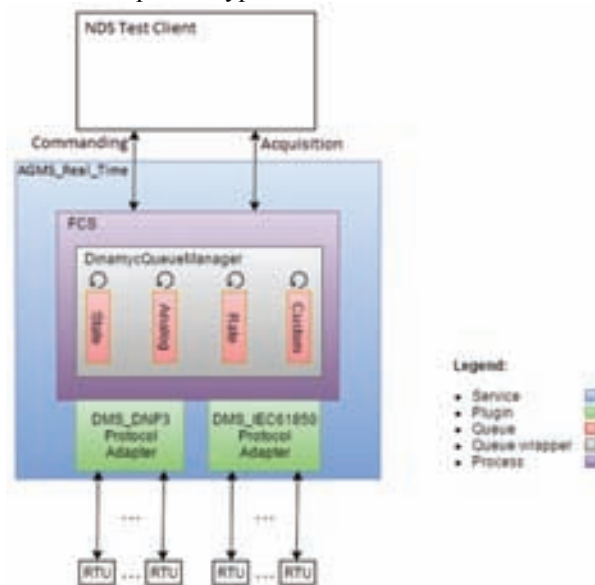 NDS Test Client
Commanding
Acquisition
AGMS_Real_Time
FCS
DinamycQueueManager
State
Analog
Rate
Custom
DMS_DNP3
Protocol
Adapter
DMS_IEC61850
Protocol
Adapter
...
...
RTU ... RTU
RTU ... RTU
Legend:
• Service
• Plugin
• Queue
• Queue wrapper
• Process